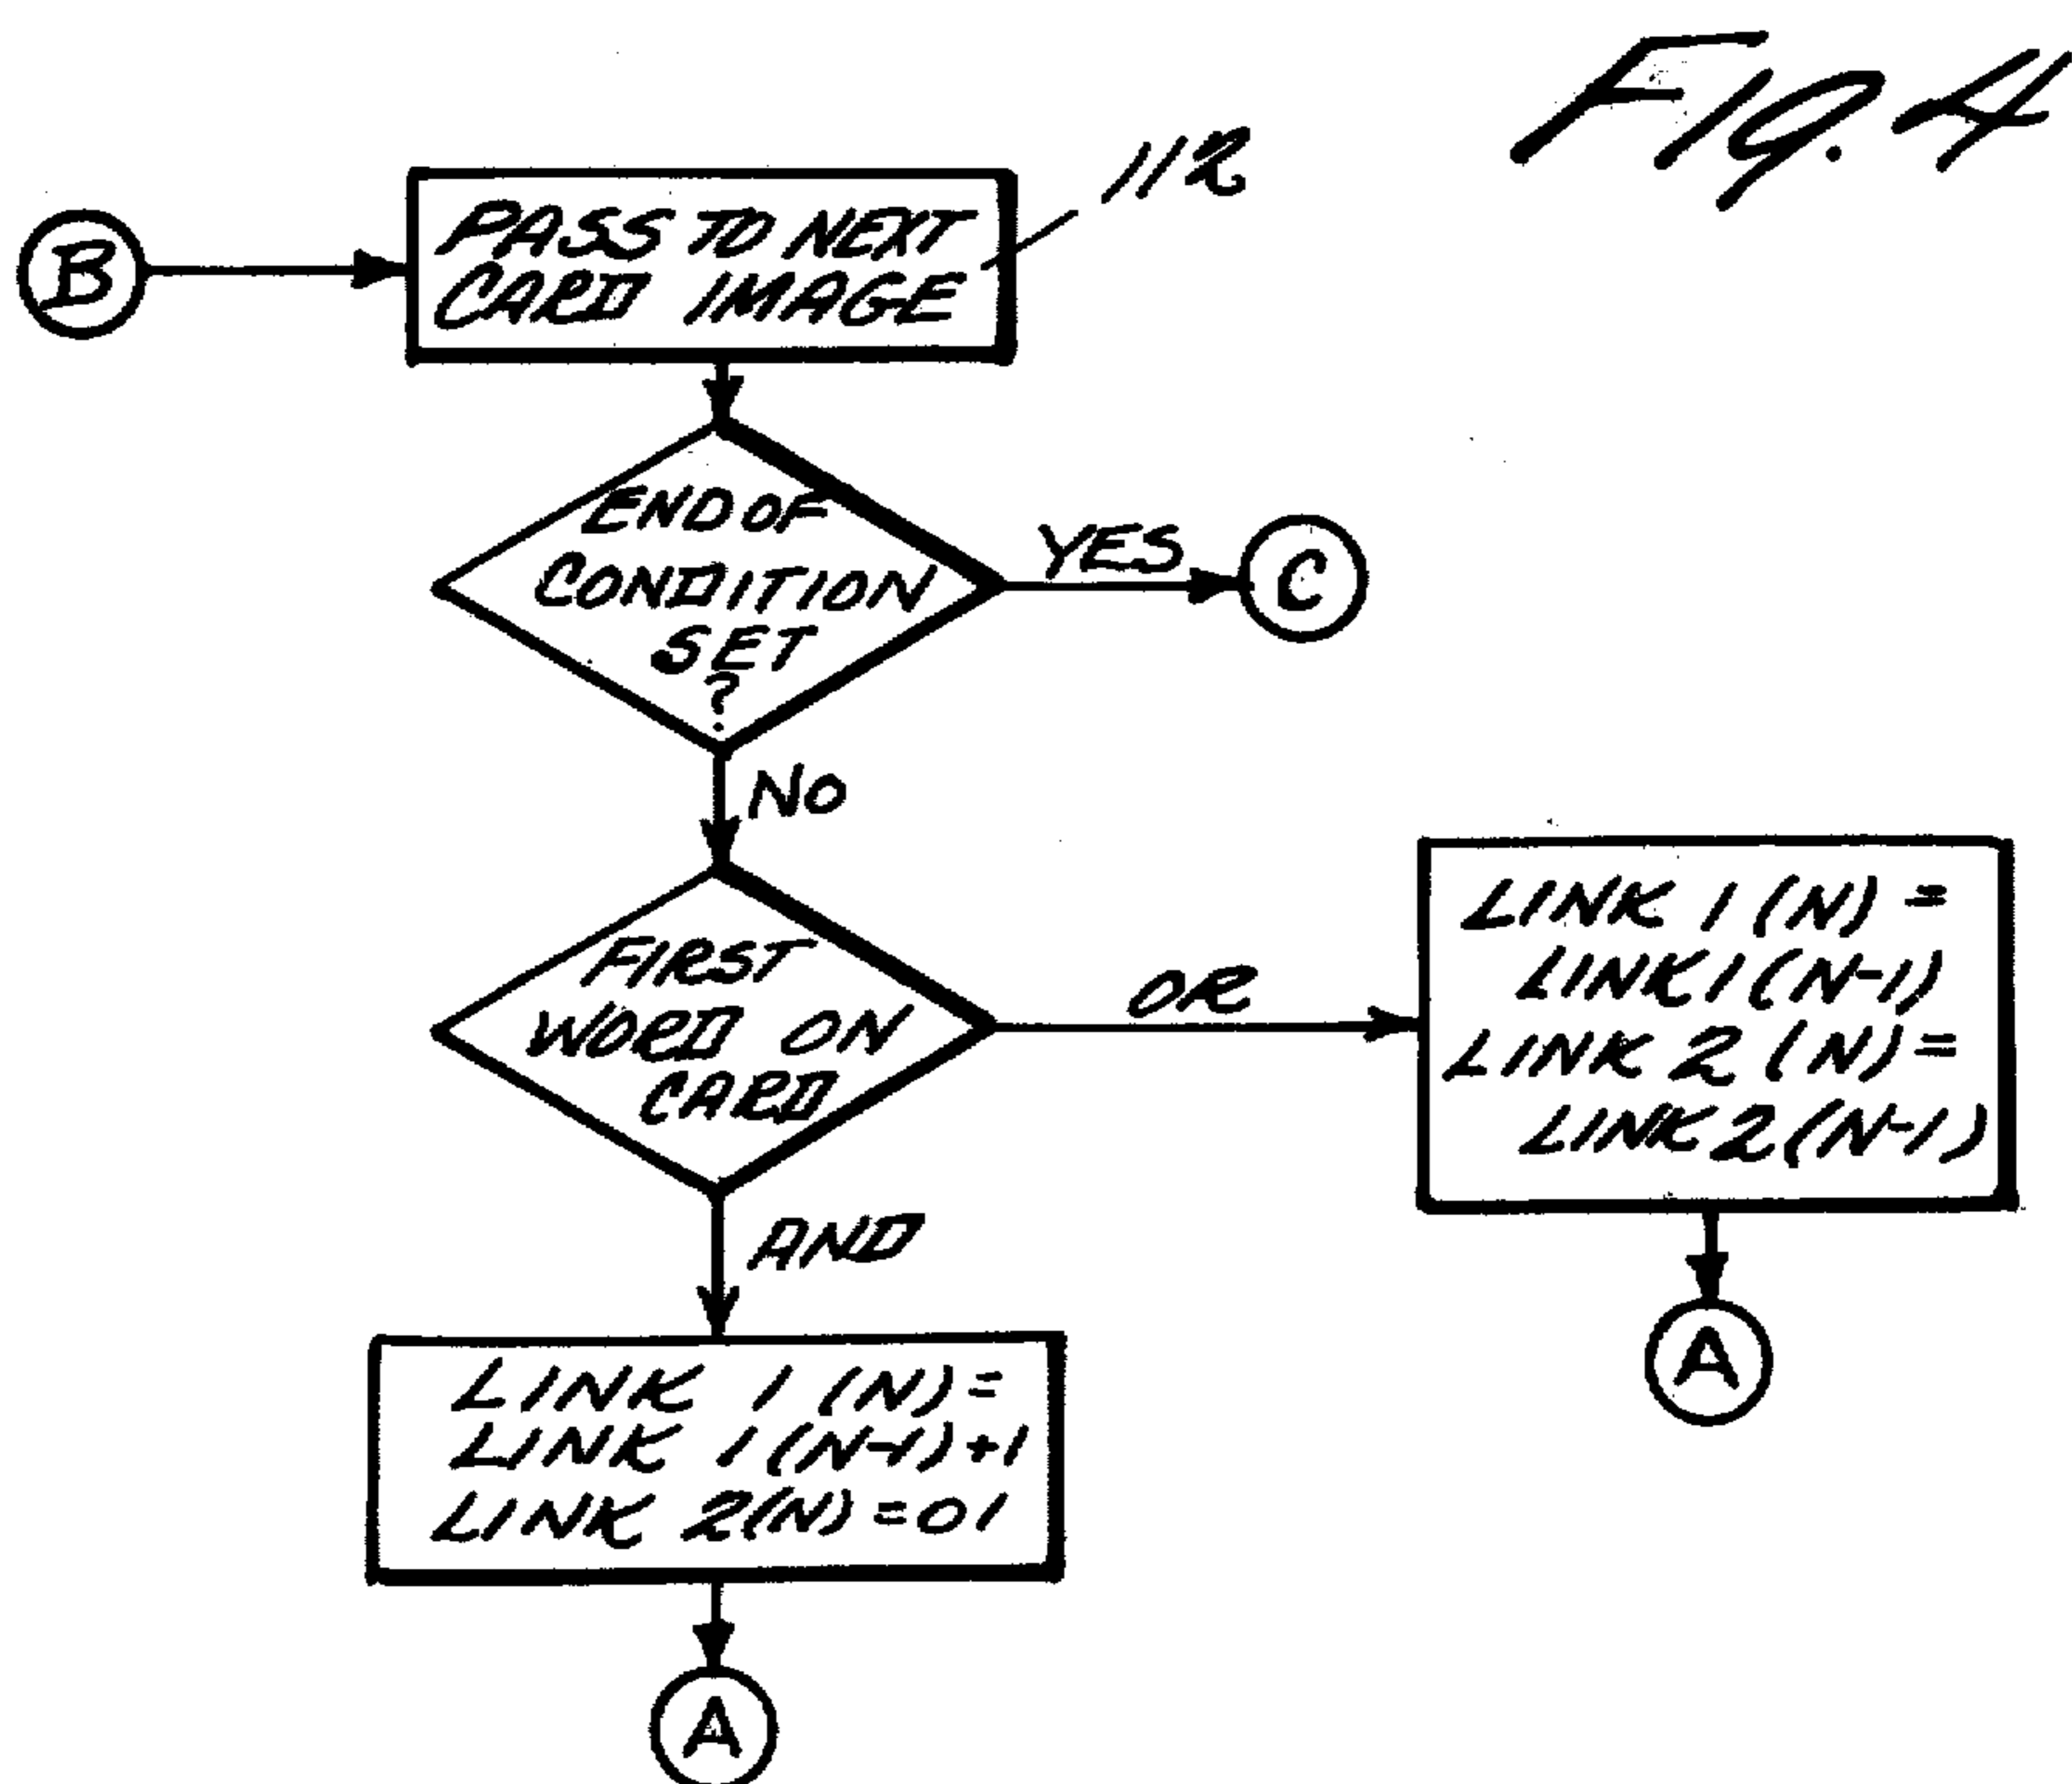 Fig. 4
112
B
PASS TO NEXT
CARD IMAGE
END OF
CONDITION
SET
?
YES
C
NO
FIRST
WORD ON
CARD
OR
LINK 1 (N) =
LINK 1 (N-1)
LINK 2 (N) =
LINK 2 (N-1)
A
AND
LINK 1 (N) =
LINK 1 (N-1) + 1
LINK 2 (N) = 01
A